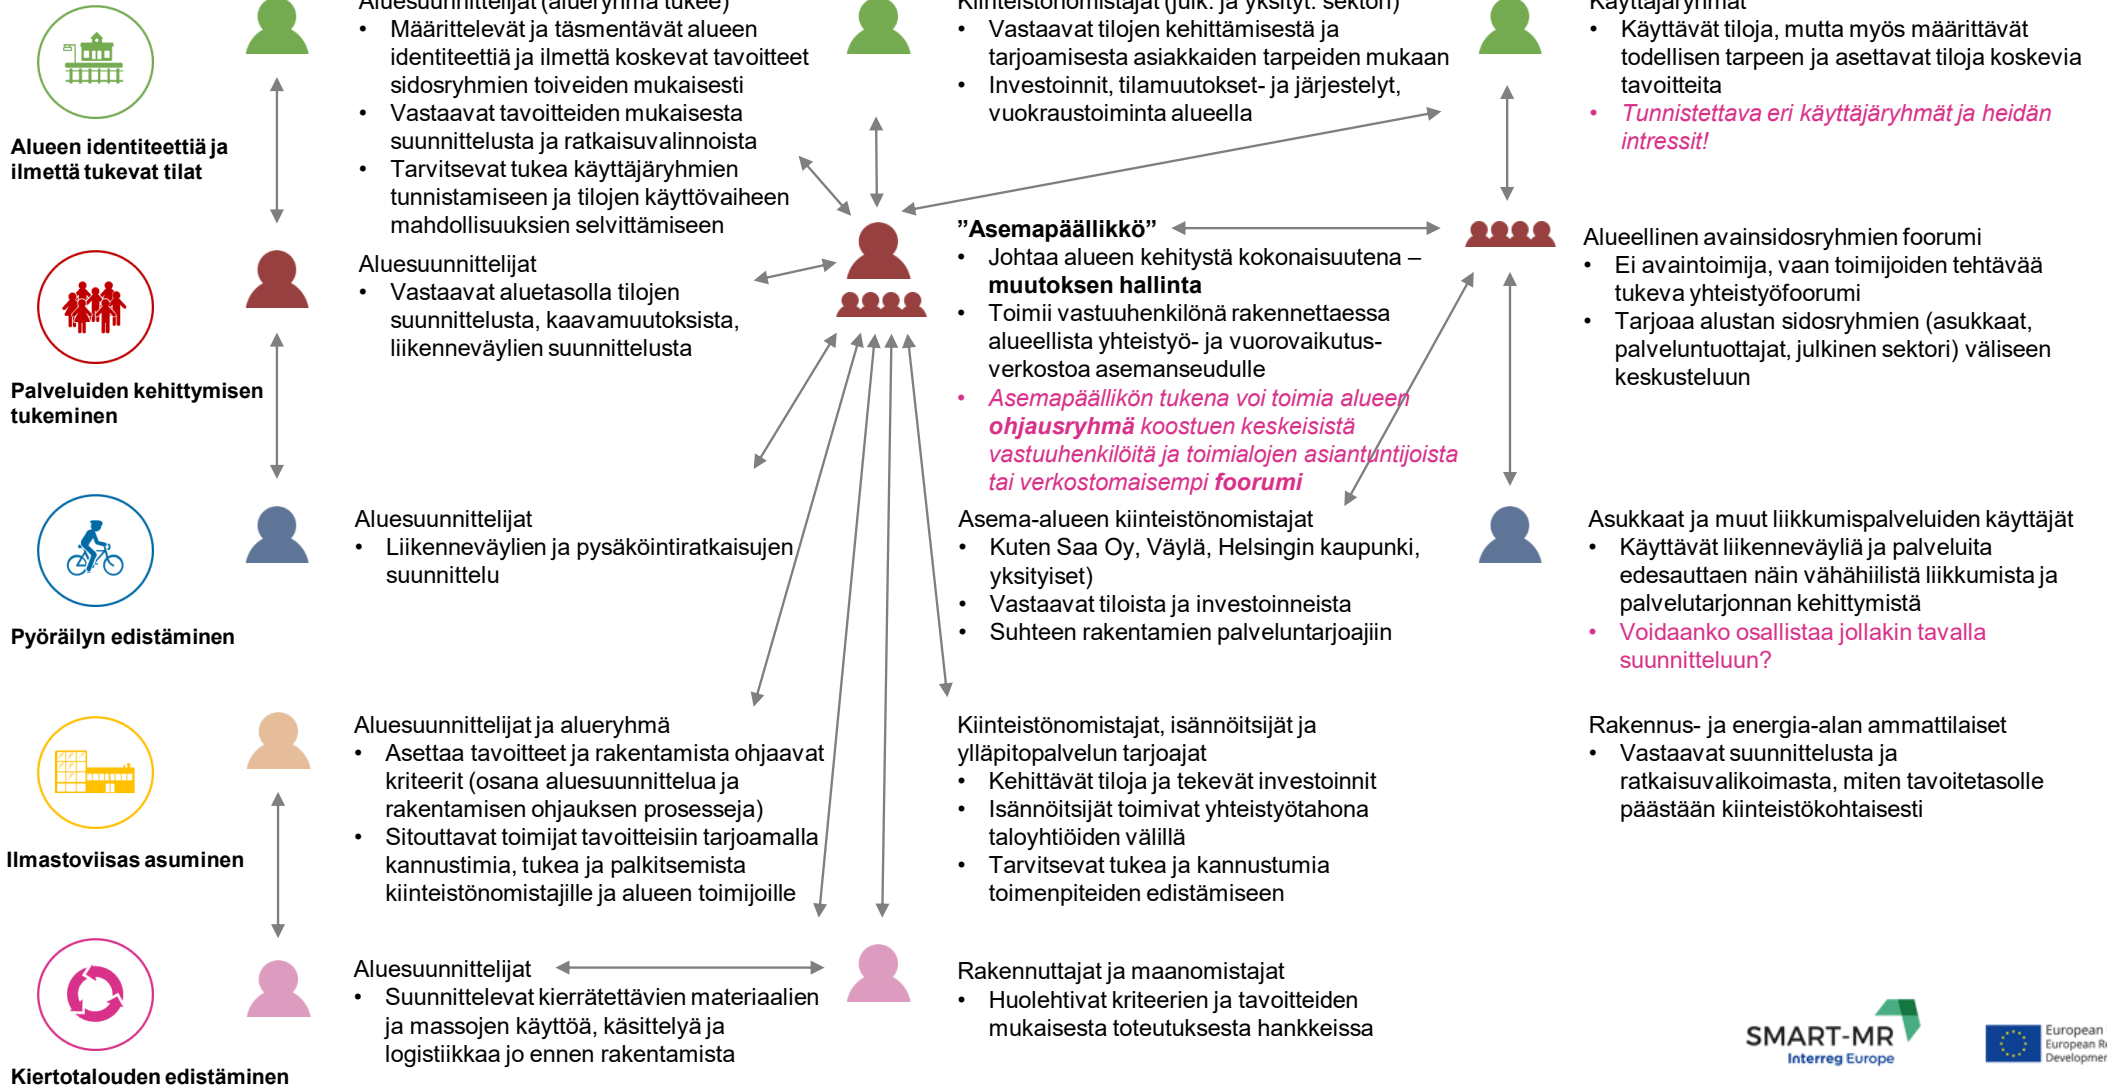 Aluesuunnittelijat (alueryhmä tukee)
• Määrittelevät ja täsmentävät alueen
identiteettiä ja ilmettä koskevat tavoitteet
sidosryhmien toiveiden mukaisesti
• Vastaavat tavoitteiden mukaisesta
suunnittelusta ja ratkaisuvalinnoista
• Tarvitsevat tukea käyttäjäryhmien
tunnistamiseen ja tilojen käyttövaiheen
mahdollisuuksien selvittämiseen
Kiinteistönomistajat (julk. ja yksityt. sektori)
• Vastaavat tilojen kehittämisestä ja
tarjoamisesta asiakkaiden tarpeiden mukaan
• Investoinnit, tilamuutokset- ja järjestelyt,
vuokraustoiminta alueella
Käyttäjäryhmät
• Käyttävät tiloja, mutta myös määrittävät
todellisen tarpeen ja asettavat tiloja koskevia
tavoitteita
• Tunnistettava eri käyttäjäryhmät ja heidän
intressit!
Alueen identiteettiä ja
ilmettä tukevat tilat
Aluesuunnittelijat
• Vastaavat aluetasolla tilojen
suunnittelusta, kaavamuutoksista,
liikenneväylien suunnittelusta
”Asemapäällikkö”
• Johtaa alueen kehitystä kokonaisuutena –
muutoksen hallinta
• Toimii vastuuhenkilönä rakennettaessa
alueellista yhteistyö- ja vuorovaikutus-
verkostoa asemanseudulle
• Asemapäällikön tukena voi toimia alueen
ohjausryhmä koostuen keskeisistä
vastuuhenkilöitä ja toimialojen asiantuntijoista
tai verkostomaisempi foorumi
Alueellinen avainsidosryhmien foorumi
• Ei avaintoimija, vaan toimijoiden tehtävää
tukeva yhteistyöfoorumi
• Tarjoaa alustan sidosryhmien (asukkaat,
palveluntuottajat, julkinen sektori) väliseen
keskusteluun
Palveluiden kehittymisen
tukeminen
Aluesuunnittelijat
• Liikenneväylien ja pysäköintiratkaisujen
suunnittelu
Asema-alueen kiinteistönomistajat
• Kuten Saa Oy, Väylä, Helsingin kaupunki,
yksityiset)
• Vastaavat tiloista ja investoinneista
• Suhteen rakentamien palveluntarjoajiin
Asukkaat ja muut liikkumispalveluiden käyttäjät
• Käyttävät liikenneväyliä ja palveluita
edesauttaen näin vähähiilistä liikkumista ja
palvelutarjonnan kehittymistä
• Voidaanko osallistaa jollakin tavalla
suunnitteluun?
Pyöräilyn edistäminen
Aluesuunnittelijat ja alueryhmä
• Asettaa tavoitteet ja rakentamista ohjaavat
kriteerit (osana aluesuunnittelua ja
rakentamisen ohjauksen prosesseja)
• Sitouttavat toimijat tavoitteisiin tarjoamalla
kannustimia, tukea ja palkitsemista
kiinteistönomistajille ja alueen toimijoille
Kiinteistönomistajat, isännöitsijät ja
ylläpitopalvelun tarjoajat
• Kehittävät tiloja ja tekevät investoinnit
• Isännöitsijät toimivat yhteistyötahona
taloyhtiöiden välillä
• Tarvitsevat tukea ja kannustumia
toimenpiteiden edistämiseen
Rakennus- ja energia-alan ammattilaiset
• Vastaavat suunnittelusta ja
ratkaisuvalikoimasta, miten tavoitetasolle
päästään kiinteistökohtaisesti
Ilmastoviisas asuminen
Aluesuunnittelijat
• Suunnittelevat kierrätettävien materiaalien
ja massojen käyttöä, käsittelyä ja
logistiikkaa jo ennen rakentamista
Rakennuttajat ja maanomistajat
• Huolehtivat kriteerien ja tavoitteiden
mukaisesta toteutuksesta hankkeissa
Kiertotalouden edistäminen
SMART-MR
Interreg Europe
European
European Re
Developmen